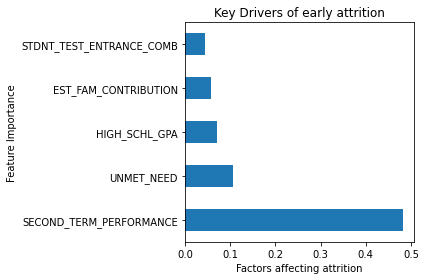 Key Drivers of early attrition
STDNT_TEST_ENTRANCE_COMB
EST_FAM_CONTRIBUTION
HIGH_SCHL_GPA
UNMET_NEED
SECOND_TERM_PERFORMANCE
Feature Importance
0.0 0.1 0.2 0.3 0.4 0.5
Factors affecting attrition